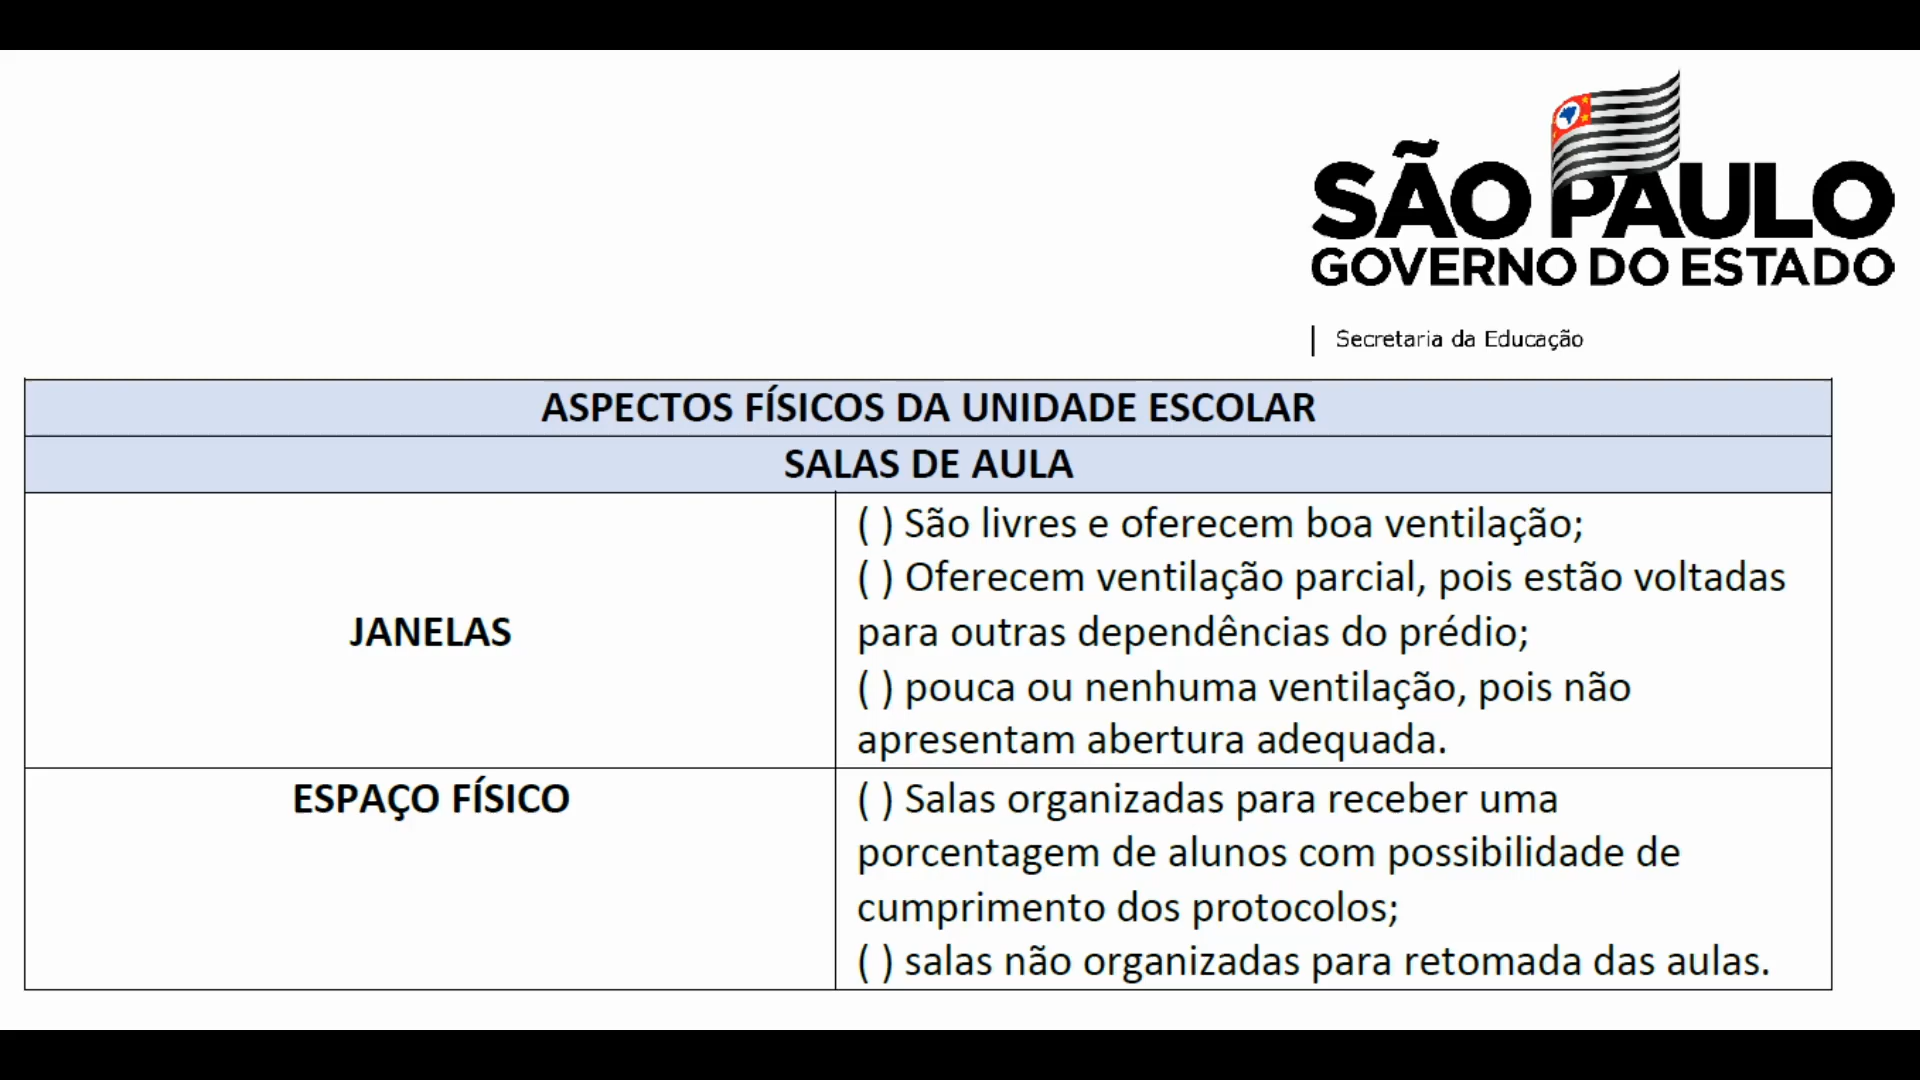 SÃO PAULO
GOVERNO DO ESTADO
Secretaria da Educação
ASPECTOS FÍSICOS DA UNIDADE ESCOLAR
SALAS DE AULA
JANELAS
( ) São livres e oferecem boa ventilação;
( ) Oferecem ventilação parcial, pois estão voltadas
para outras dependências do prédio;
( ) pouca ou nenhuma ventilação, pois não
apresentam abertura adequada.
ESPAÇO FÍSICO
( ) Salas organizadas para receber uma
porcentagem de alunos com possibilidade de
cumprimento dos protocolos;
( ) salas não organizadas para retomada das aulas.